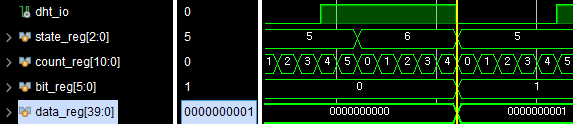 dht_io 0
state_reg[2:0] 5 5 6 5
count_reg[10:0] 0 1 2 3 4 5 0 1 2 3 4 0 1 2 3 4 5
bit_reg[5:0] 1 0 1
data_reg[39:0] 0000000001 0000000000 0000000001